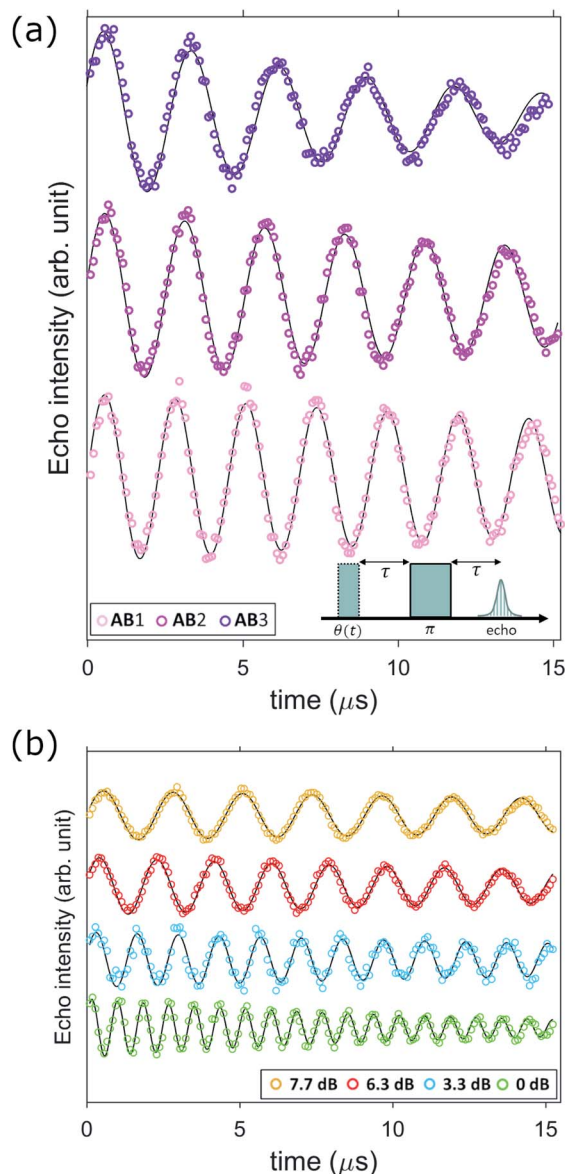 (a)
Echo intensity (arb. unit)
τ τ
θ(t) π echo
AB1 AB2 AB3
0 5 10 15
time (μs)
(b)
Echo intensity (arb. unit)
7.7 dB 6.3 dB 3.3 dB 0 dB
0 5 10 15
time (μs)